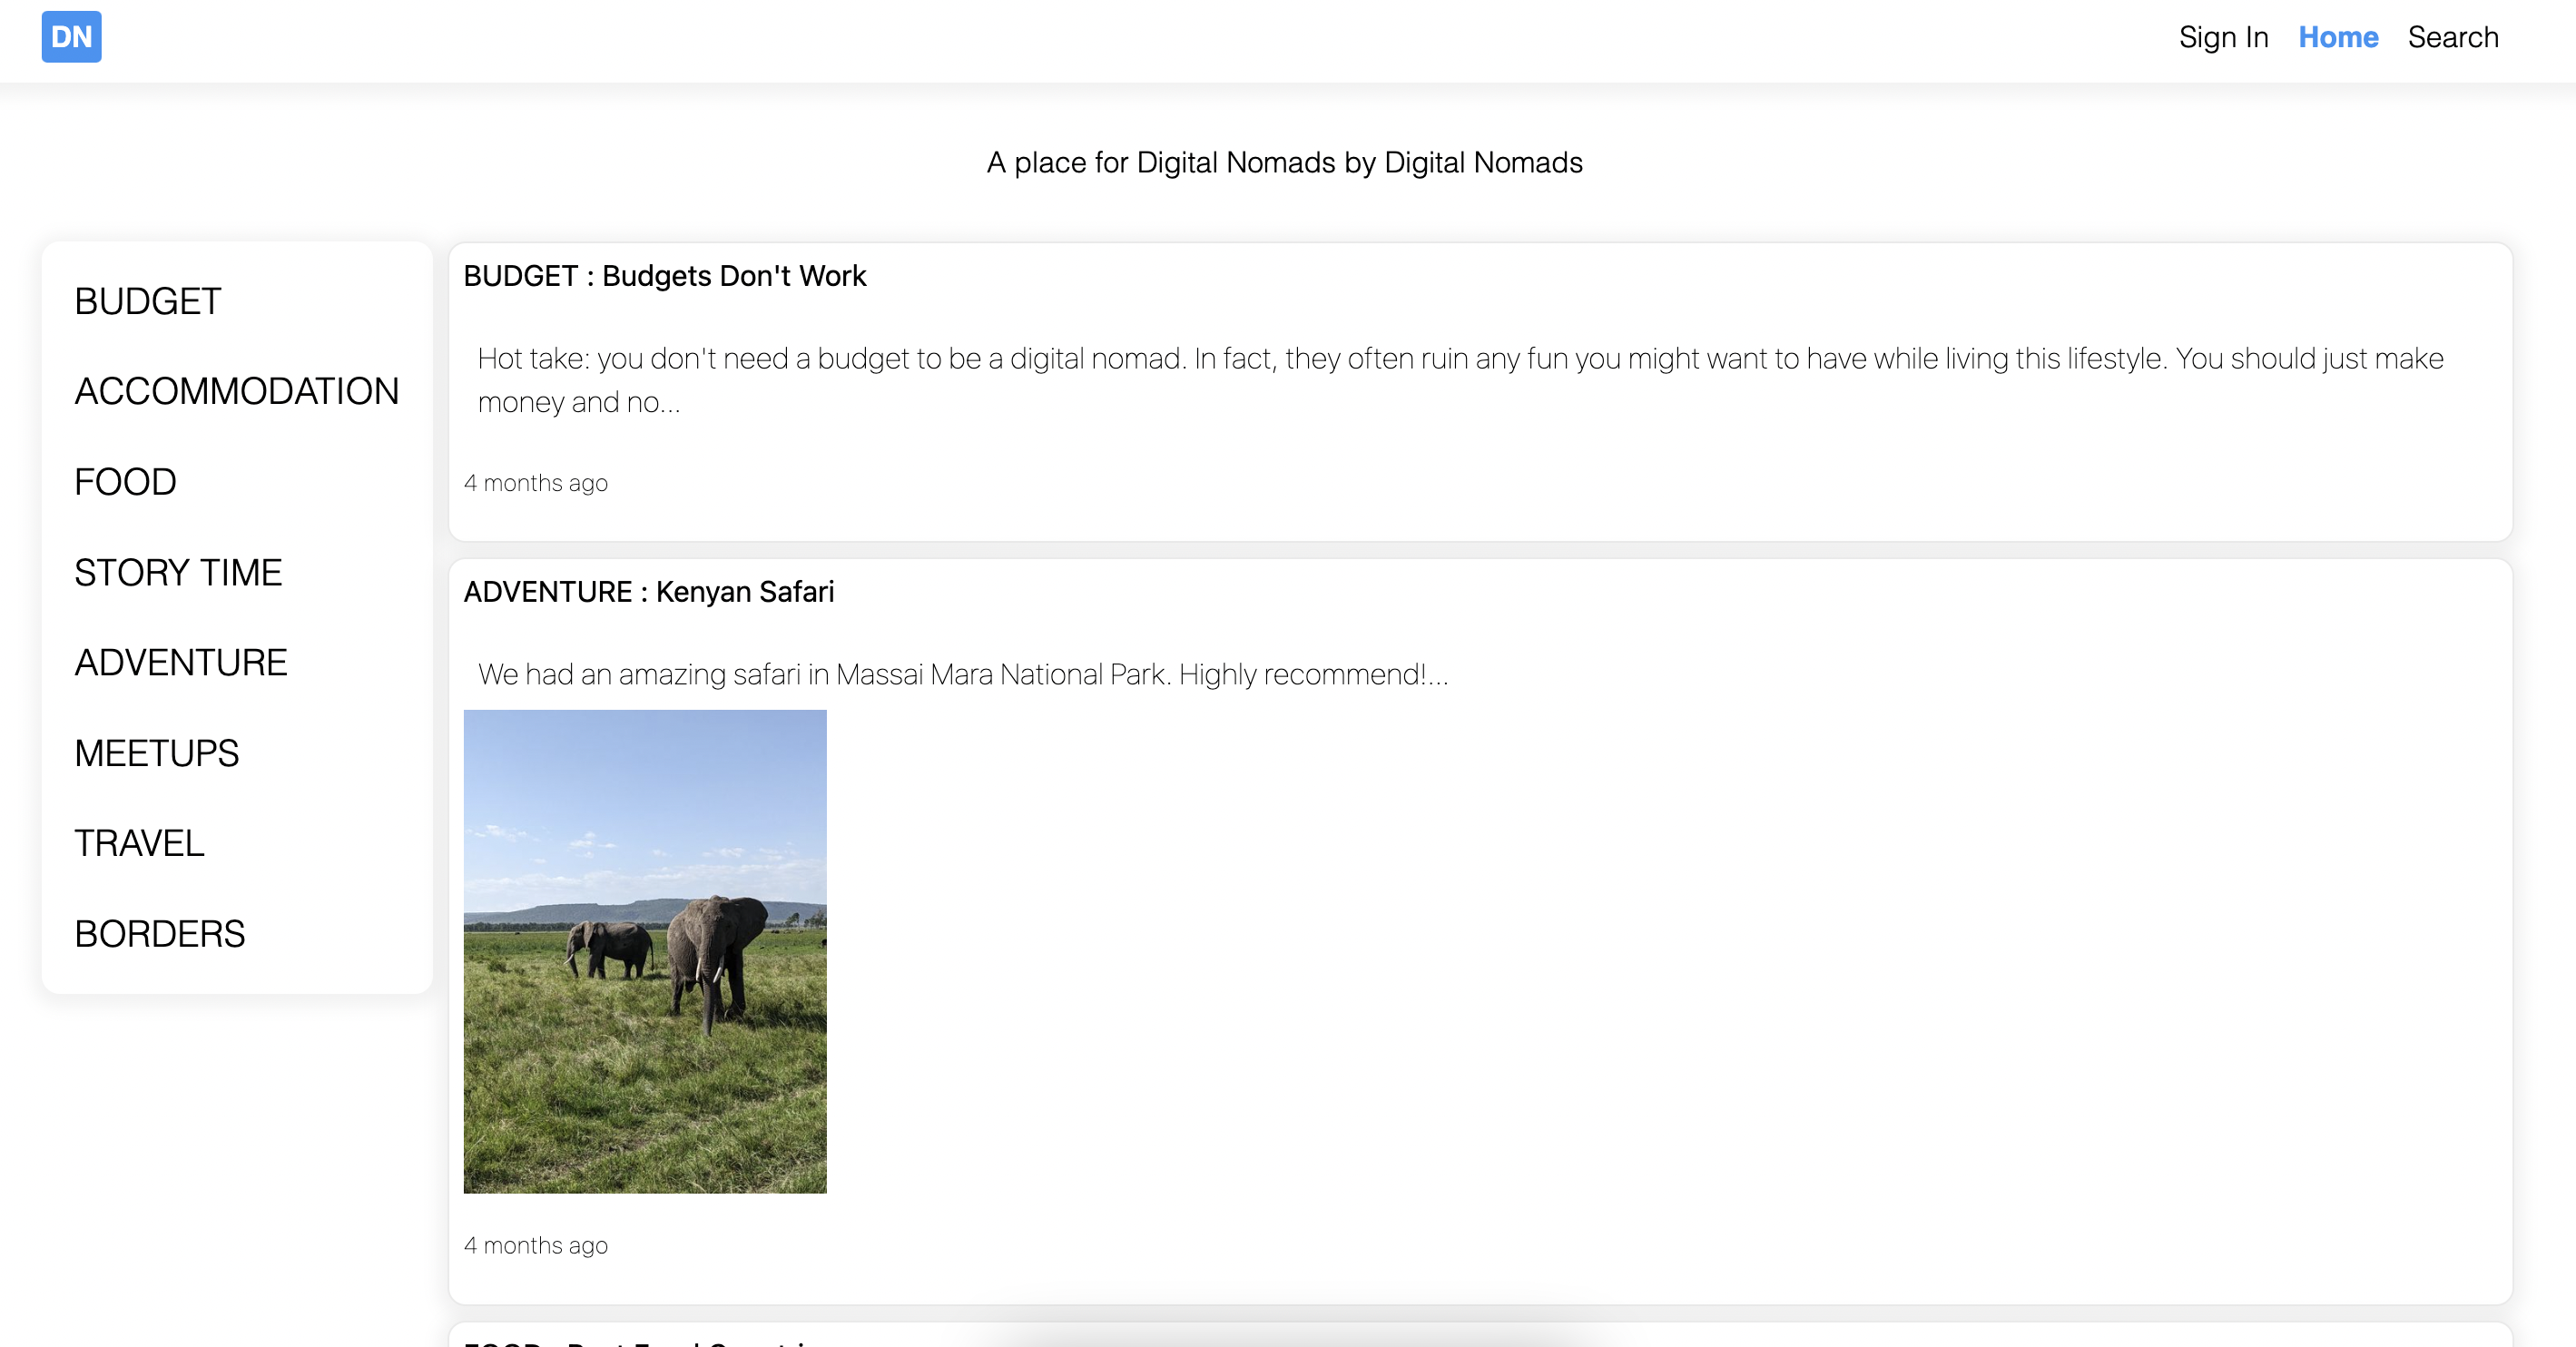 DN
Sign In Home Search
A place for Digital Nomads by Digital Nomads
BUDGET
ACCOMMODATION
FOOD
STORY TIME
ADVENTURE
MEETUPS
TRAVEL
BORDERS
BUDGET : Budgets Don't Work
Hot take: you don't need a budget to be a digital nomad. In fact, they often ruin any fun you might want to have while living this lifestyle. You should just make
money and no...
4 months ago
ADVENTURE : Kenyan Safari
We had an amazing safari in Massai Mara National Park. Highly recommend!...
4 months ago
FOOD : Best Food